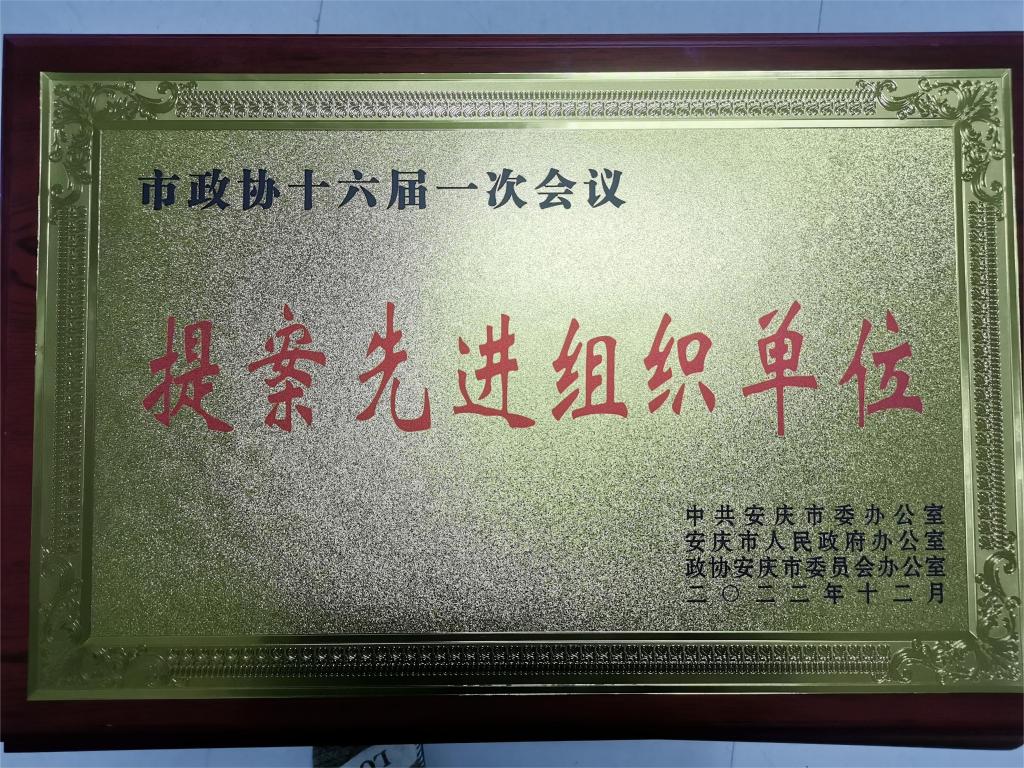 市政协十六届一次会议
提案先进组织单位
中共安庆市委办公室
安庆市人民政府办公室
政协安庆市委员会办公室
二〇二二年十二月